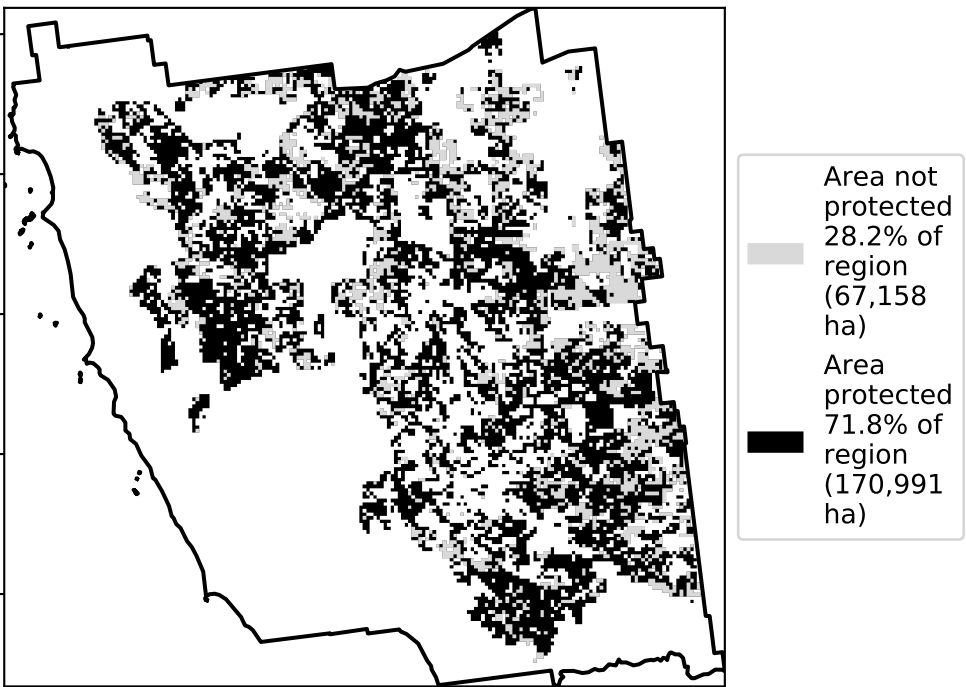 Area not
protected
28.2% of
region
(67,158
ha)
Area
protected
71.8% of
region
(170,991
ha)